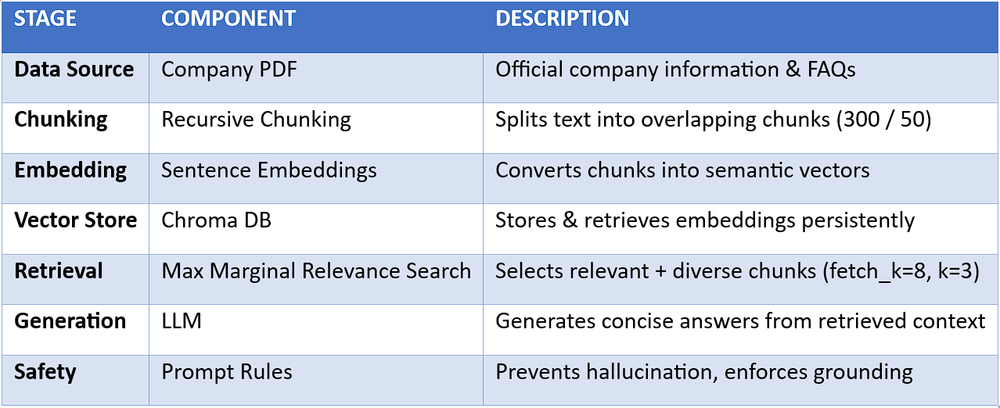 STAGE COMPONENT DESCRIPTION
Data Source Company PDF Official company information & FAQs
Chunking Recursive Chunking Splits text into overlapping chunks (300 / 50)
Embedding Sentence Embeddings Converts chunks into semantic vectors
Vector Store Chroma DB Stores & retrieves embeddings persistently
Retrieval Max Marginal Relevance Search Selects relevant + diverse chunks (fetch_k=8, k=3)
Generation LLM Generates concise answers from retrieved context
Safety Prompt Rules Prevents hallucination, enforces grounding